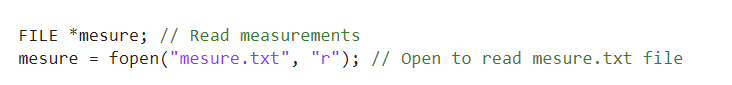 FILE *mesure; // Read measurements
mesure = fopen("mesure.txt", "r"); // Open to read mesure.txt file